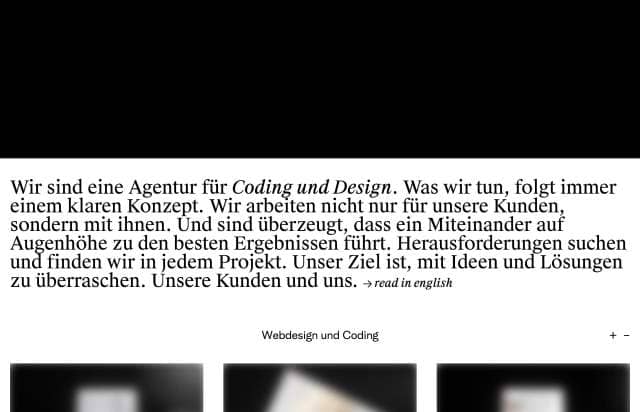 Wir sind eine Agentur für Coding und Design. Was wir tun, folgt immer
einem klaren Konzept. Wir arbeiten nicht nur für unsere Kunden,
sondern mit ihnen. Und sind überzeugt, dass ein Miteinander auf
Augenhöhe zu den besten Ergebnissen führt. Herausforderungen suchen
und finden wir in jedem Projekt. Unser Ziel ist, mit Ideen und Lösungen
zu überraschen. Unsere Kunden und uns. → read in english
Webdesign und Coding + –